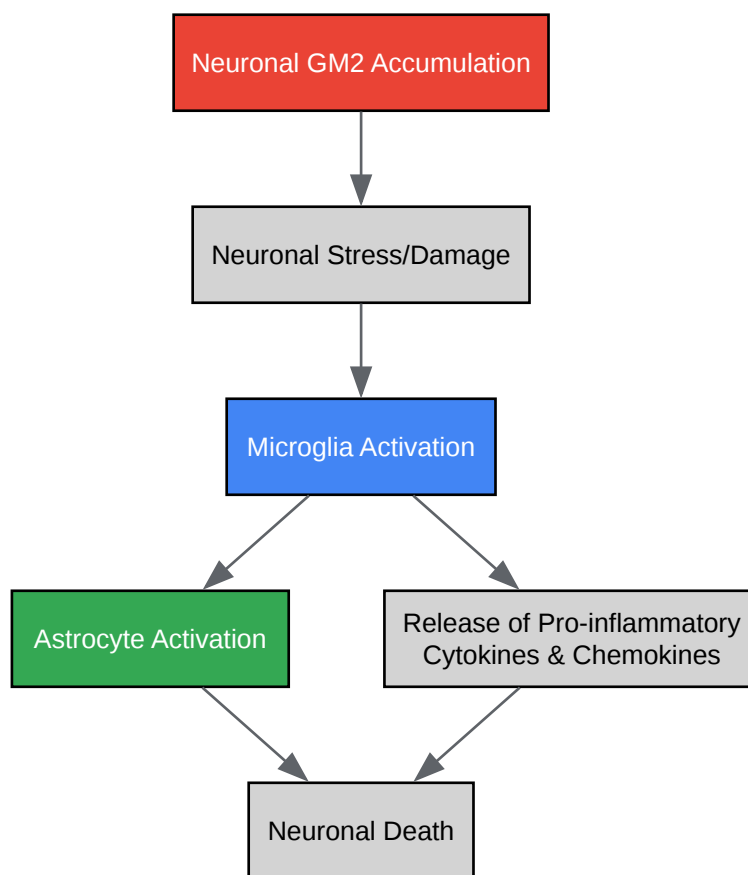 Neuronal GM2 Accumulation
Neuronal Stress/Damage
Microglia Activation
Astrocyte Activation
Release of Pro-inflammatory
Cytokines & Chemokines
Neuronal Death